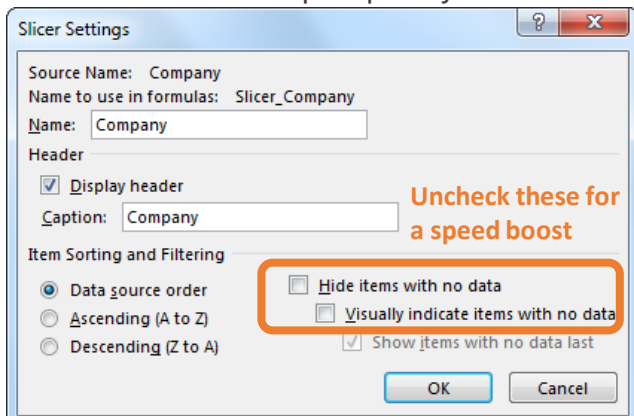 Slicer Settings
Source Name: Company
Name to use in formulas: Slicer_Company
Name: Company
Header
Display header
Caption: Company
Uncheck these for
a speed boost
Item Sorting and Filtering
Data source order
Ascending (A to Z)
Descending (Z to A)
Hide items with no data
Visually indicate items with no data
Show items with no data last
OK Cancel